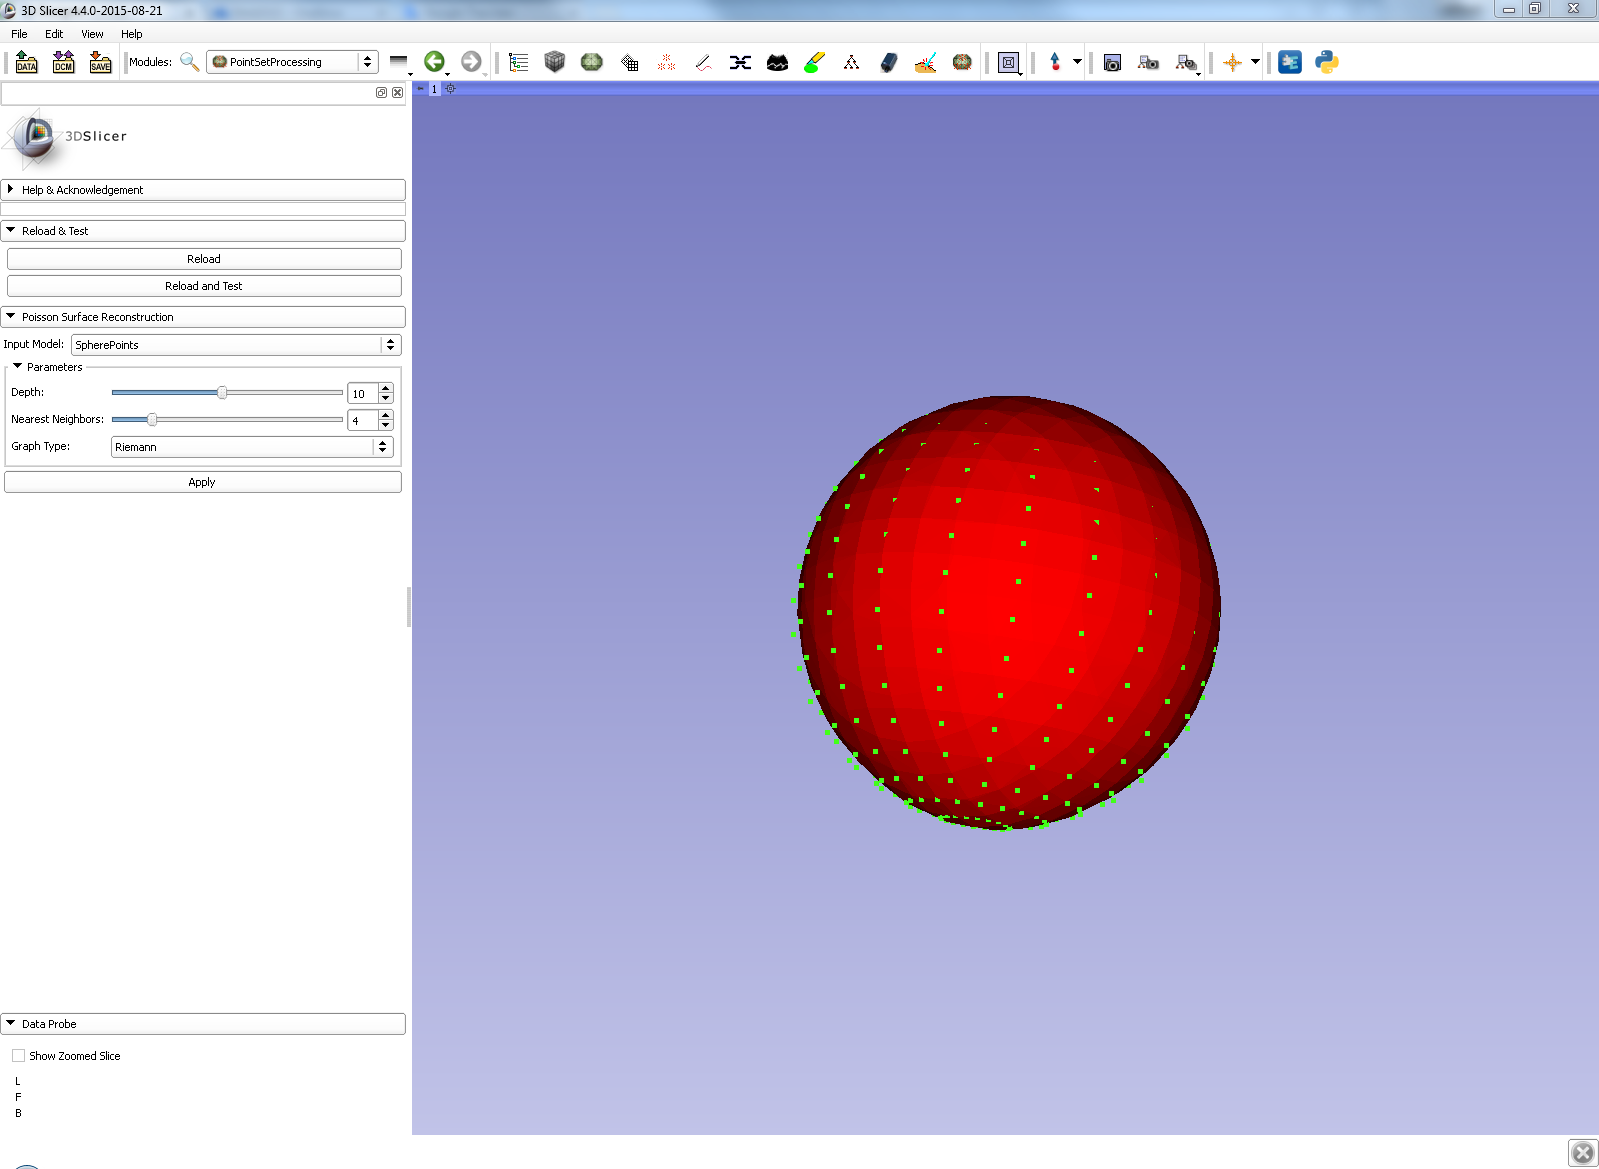 3D Slicer 4.4.0-2015-08-21
File Edit View Help
DATA DCM SAVE Modules: PointSetProcessing
1
3DSlicer
Help & Acknowledgement
Reload & Test
Reload
Reload and Test
Poisson Surface Reconstruction
Input Model: SpherePoints
Parameters
Depth: 10
Nearest Neighbors: 4
Graph Type: Riemann
Apply
Data Probe
Show Zoomed Slice
L
F
B